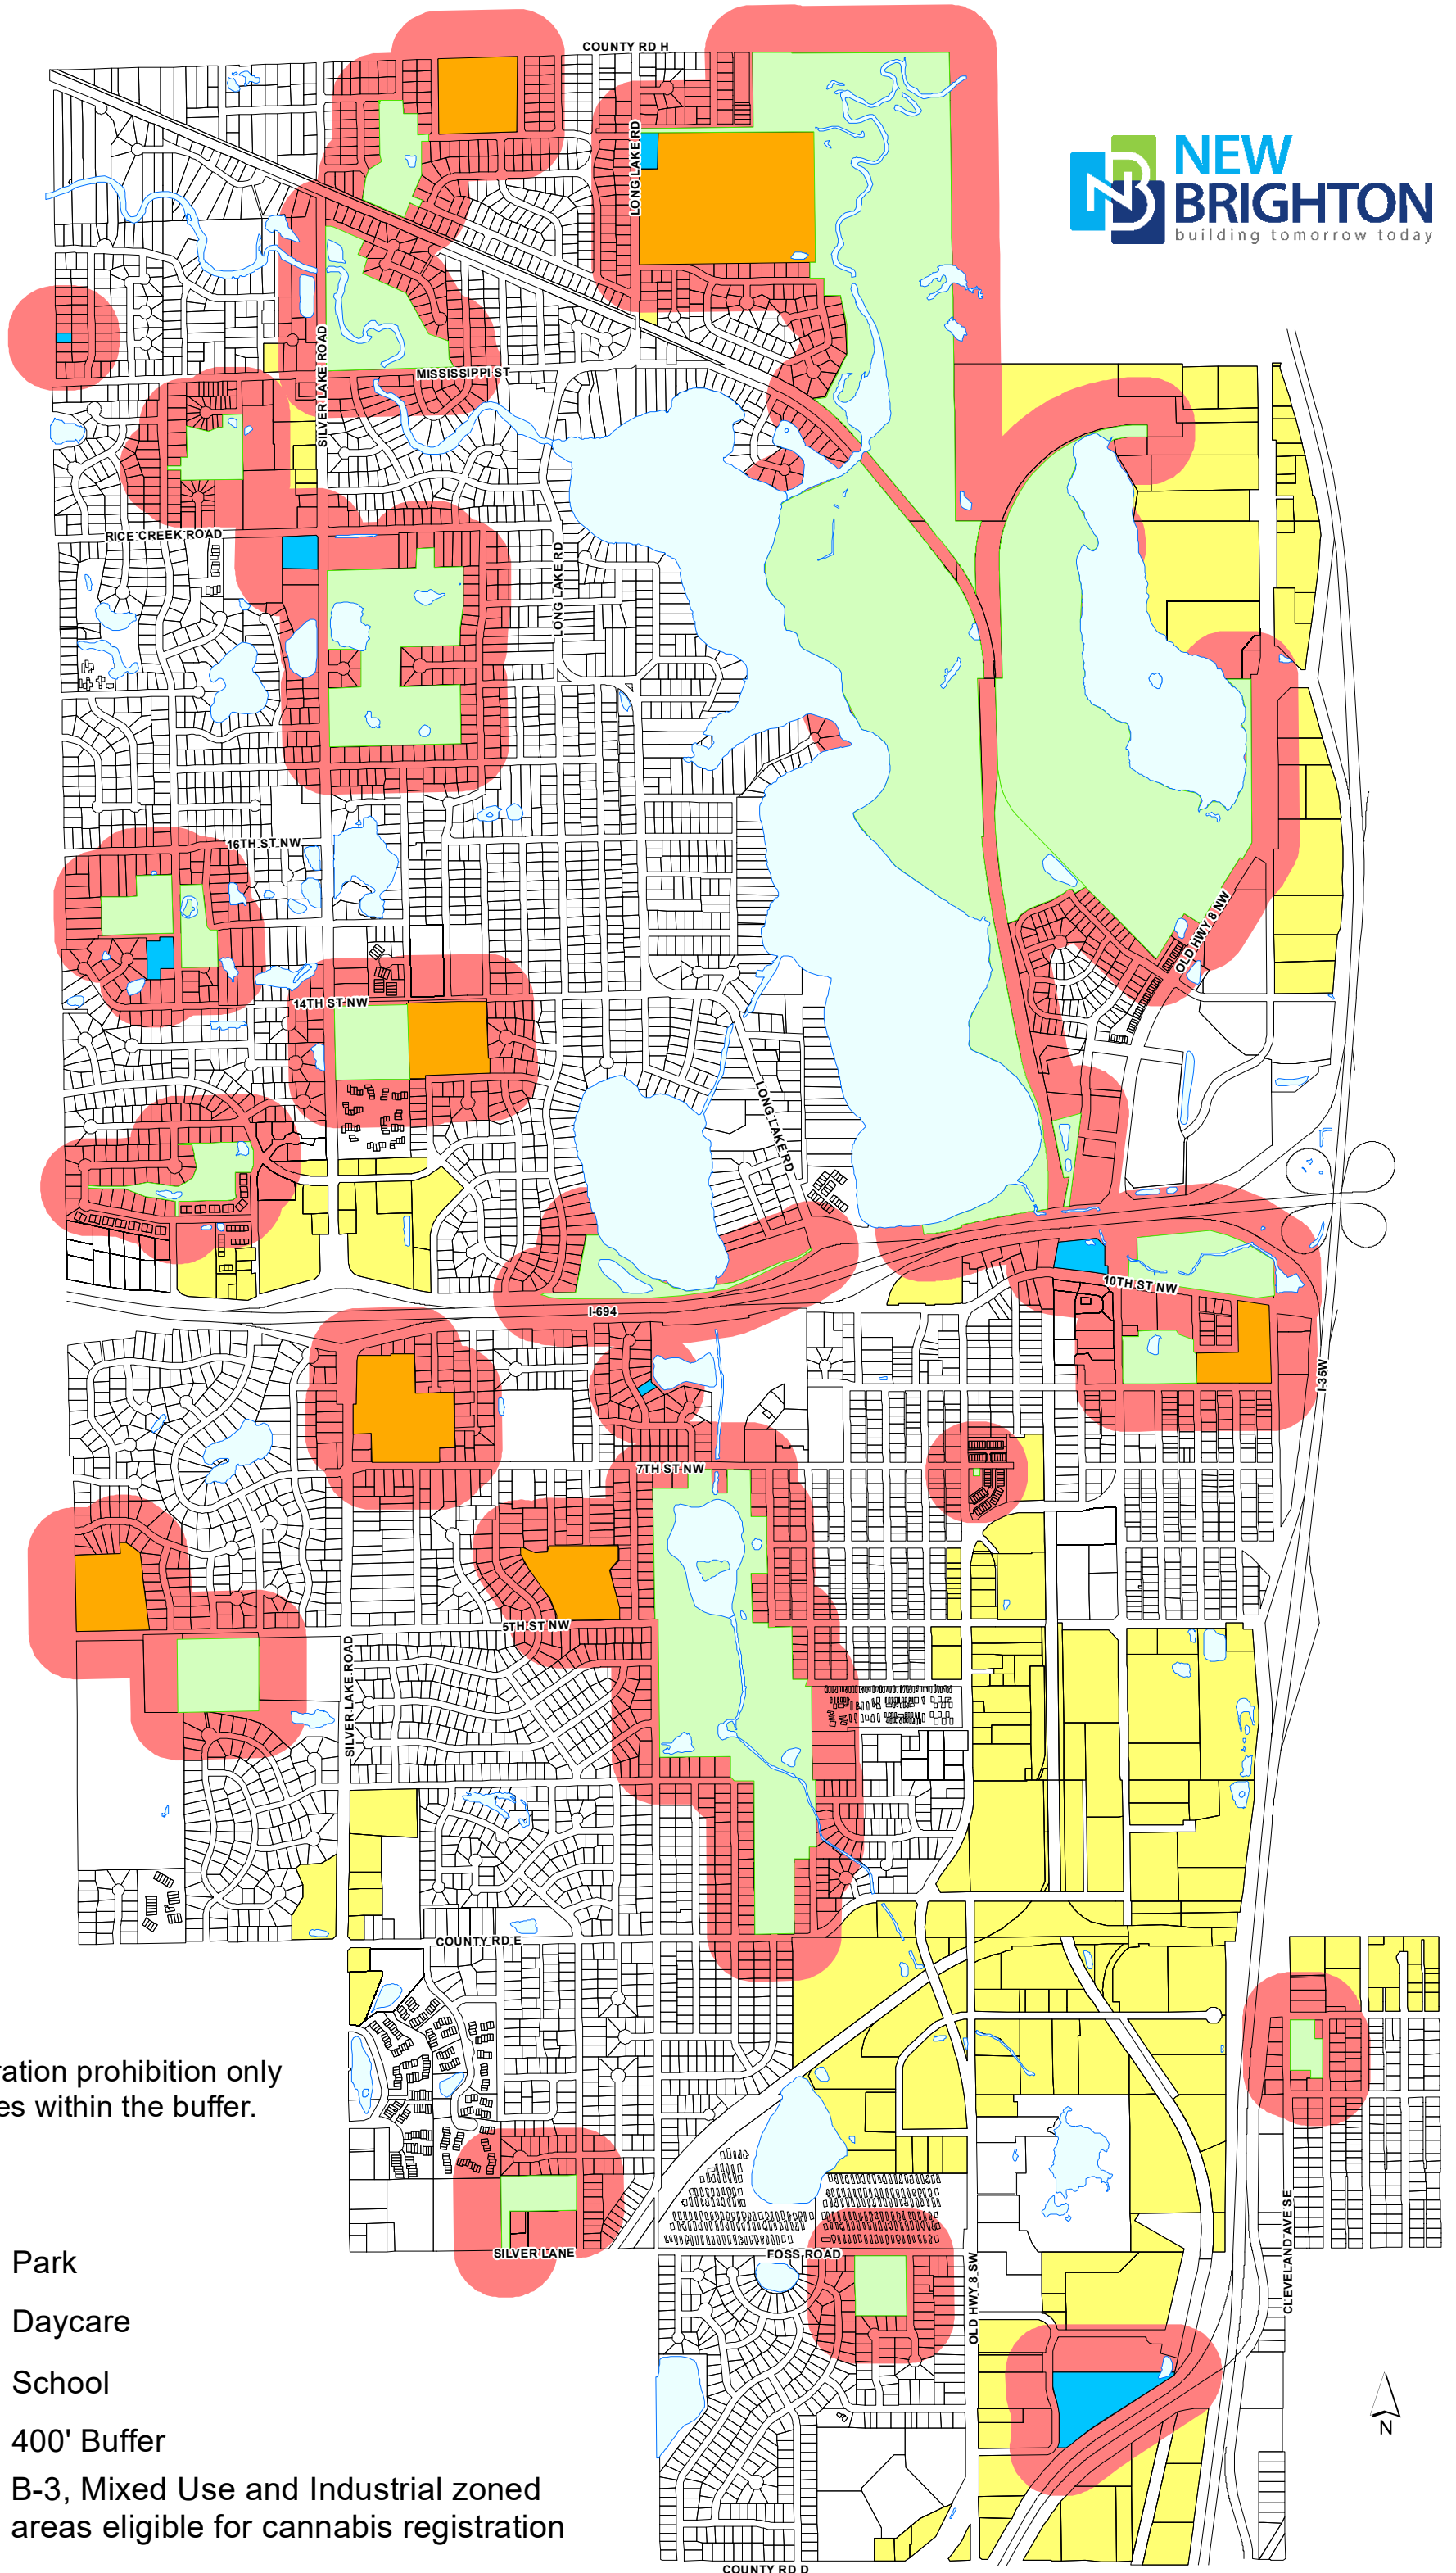 COUNTY RD H
NEW
BRIGHTON
building tomorrow today
LONG LAKE RD
SILVER LAKE ROAD
MISSISSIPPI ST
RICE CREEK ROAD
LONG LAKE RD
16TH ST NW
OLD HWY 8 NW
14TH ST NW
LONG LAKE RD
10TH ST NW
I-694
I-35W
7TH ST NW
5TH ST NW
SILVER LAKE ROAD
COUNTY RD E
ration prohibition only
es within the buffer.
CLEVELAND AVE SE
SILVER LANE
FOSS ROAD
OLD HWY 8 SW
Park
Daycare
School
400' Buffer
B-3, Mixed Use and Industrial zoned
areas eligible for cannabis registration
N
COUNTY RD D